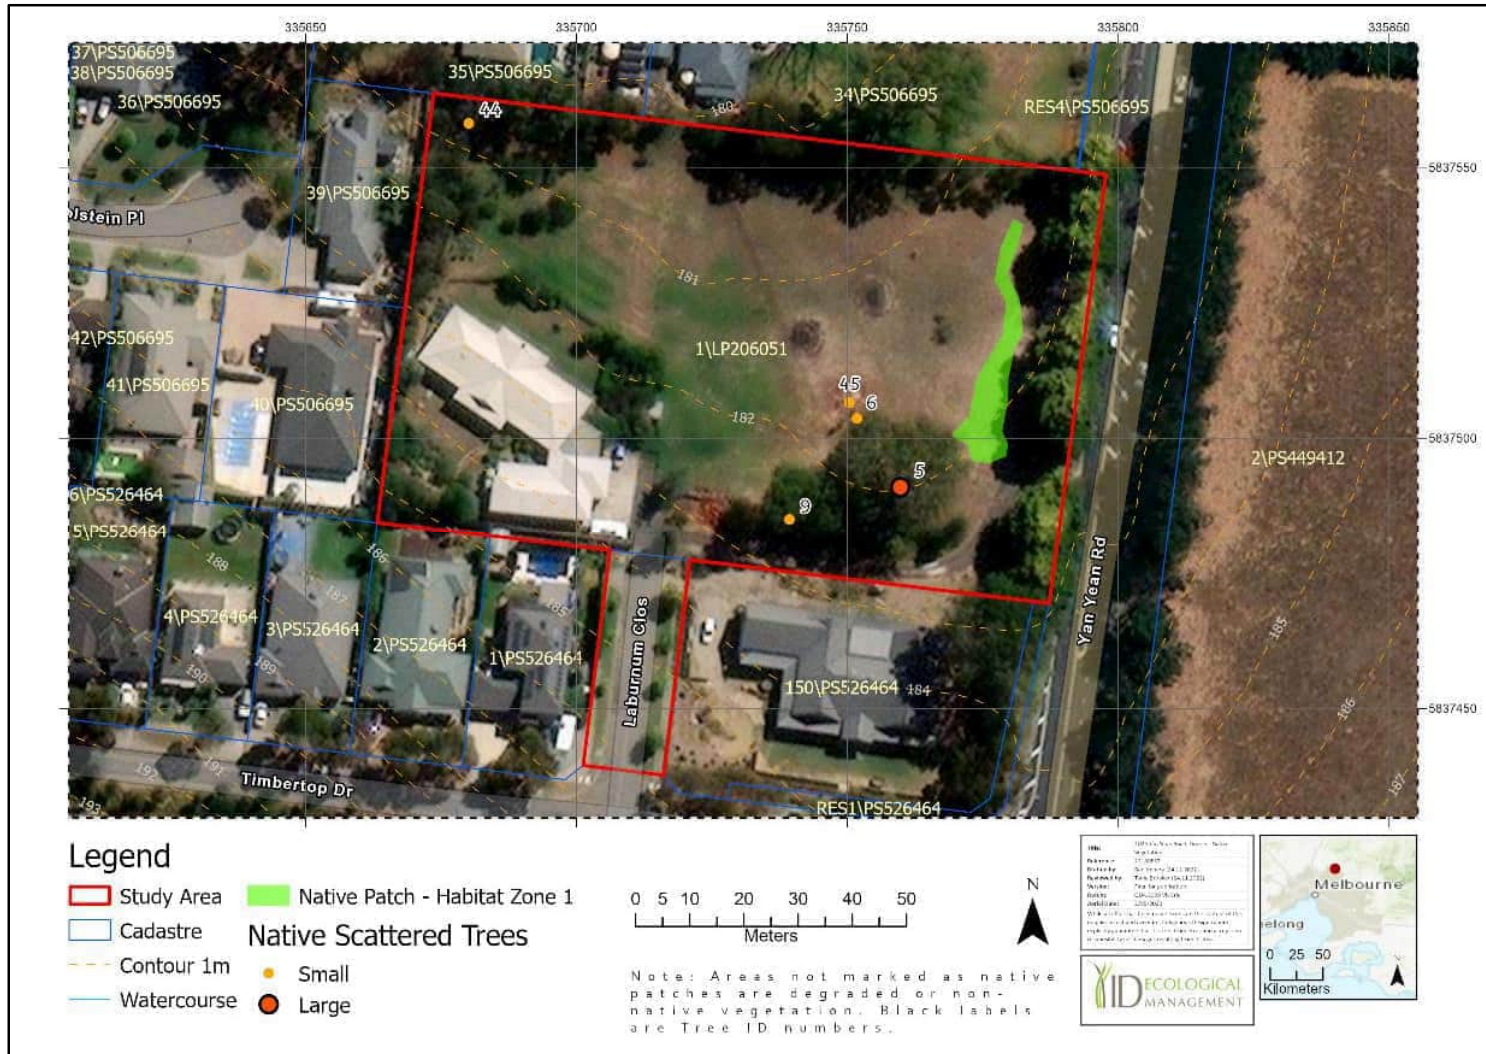 335650
335700
335750
335800
335850
37\PS506695
38\PS506695
36\PS506695
35\PS506695
34\PS506695
RES4\PS506695
44
180
5837550
39\PS506695
olstein Pl
181
42\PS506695
41\PS506695
40\PS506695
1\LP206051
45
6
182
5837500
2\PS449412
5
9
6\PS526464
5\PS526464
188
186
187
185
4\PS526464
3\PS526464
2\PS526464
1\PS526464
189
190
Laburnum Clos
150\PS526464
184
Yan Yean Rd
185
186
187
5837450
192
191
193
Timbertop Dr
RES1\PS526464
Legend
Study Area
Cadastre
Contour 1m
Watercourse
Native Patch - Habitat Zone 1
Native Scattered Trees
Small
Large
0 5 10 20 30 40 50
Meters
Note: Areas not marked as native
patches are degraded or non-
native vegetation. Black labels
are Tree ID numbers.
N
ID ECOLOGICAL
MANAGEMENT
Melbourne
eelong
0 25 50
Kilometers
N